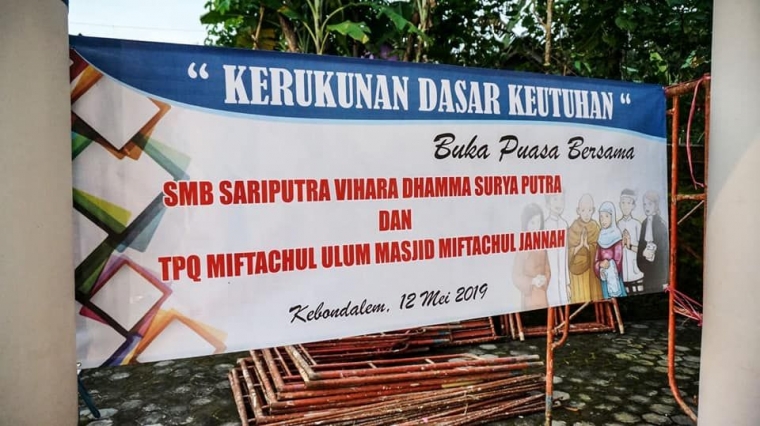 “ KERUKUNAN DASAR KEUTUHAN “
Buka Puasa Bersama
SMB SARIPUTRA VIHARA DHAMMA SURYA PUTRA
DAN
TPQ MIFTACHUL ULUM MASJID MIFTACHUL JANNAH
Kebondalem, 12 Mei 2019